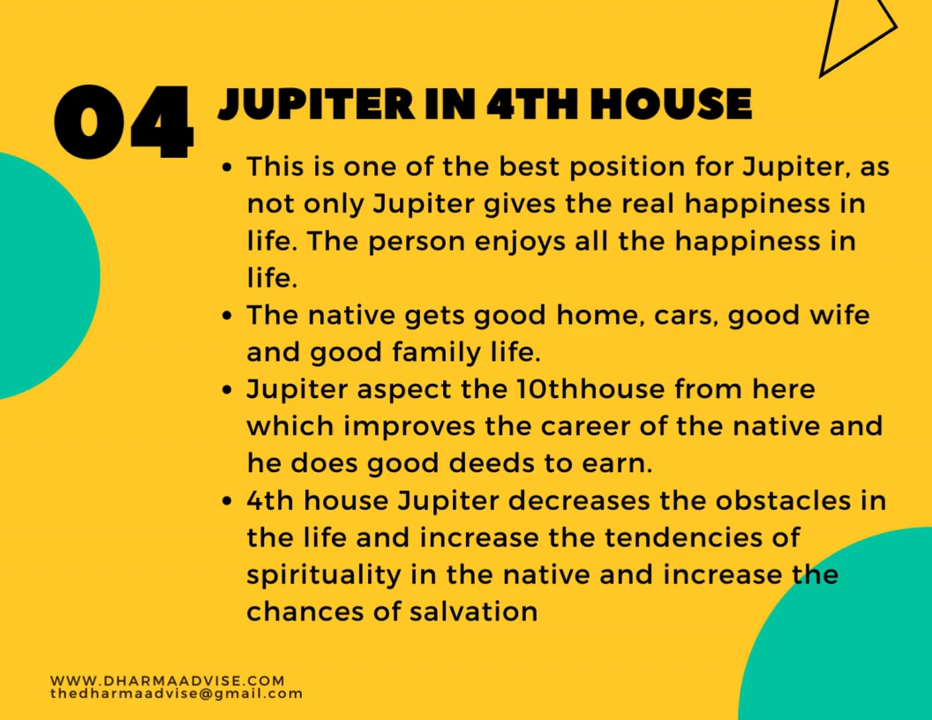 04
JUPITER IN 4TH HOUSE
• This is one of the best position for Jupiter, as
not only Jupiter gives the real happiness in
life. The person enjoys all the happiness in
life.
• The native gets good home, cars, good wife
and good family life.
• Jupiter aspect the 10thhouse from here
which improves the career of the native and
he does good deeds to earn.
• 4th house Jupiter decreases the obstacles in
the life and increase the tendencies of
spirituality in the native and increase the
chances of salvation
WWW.DHARMAADVISE.COM
thedharmaadvise@gmail.com